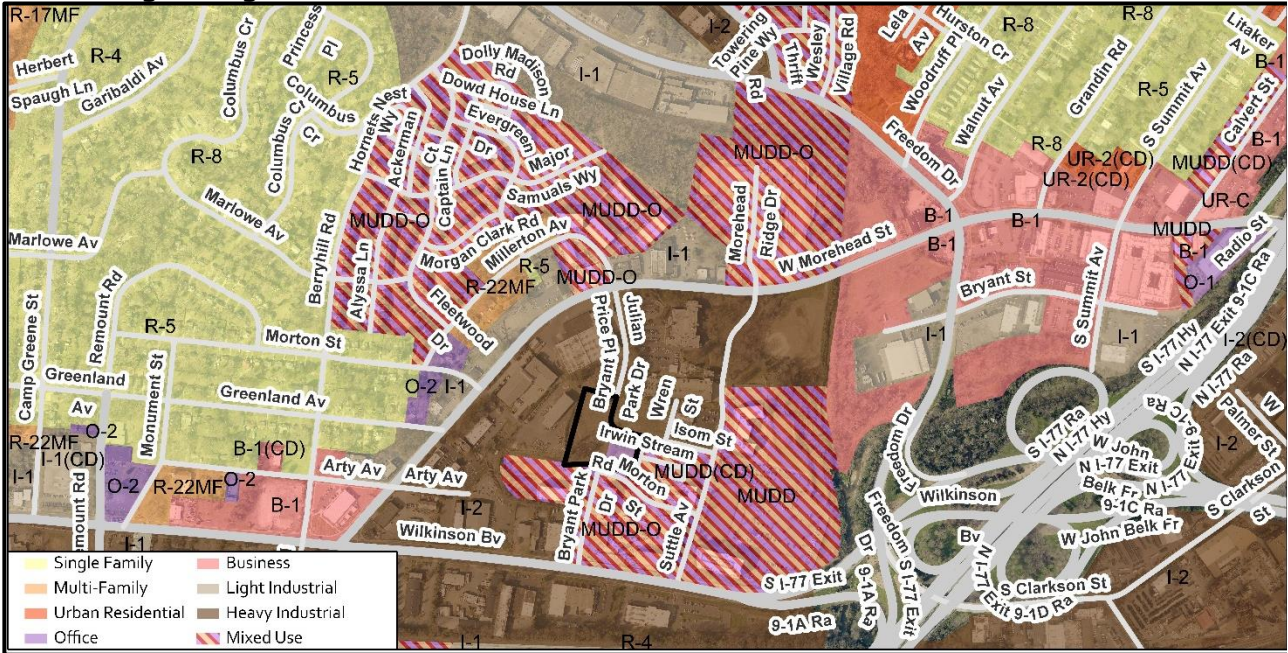 R-17MF
R-4
Herbert
Spaugh Ln
Garibaldi Av
Columbus Cr
Princess
Pl
R-5
Columbus Cr
Columbus
Cr
R-8
Marlowe Av
Marlowe Av
Hornets Nest
Wy
Ackerman
Ct
Captain Ln
Dolly Madison
Rd
Dowd House Ln
Evergreen
Dr
Major
Samuals Wy
MUDD-O
MUDD-O
Morgan Clark Rd
Millerton Av
R-5
R-22MF
MUDD-O
Berryhill Rd
Alyssa Ln
Fleetwood
Dr
I-1
I-2
Towering
Pine Wy
Rd
Thrift
Wesley
Village Rd
Lela
Av
Woodruff Pl
Hurston Cr
Walnut Av
R-8
Grandin Rd
R-8
S Summit Av
Litaker
Av
R-5
B-1
Calvert St
B-1
R-8
UR-2(CD)
UR-2(CD)
MUDD(CD)
UR-C
MUDD
B-1
O-1
Radio St
Freedom Dr
MUDD-O
Morehead
Ridge Dr
W Morehead St
I-1
B-1
B-1
B-1
Bryant St
S Summit Av
I-1
I-1
S I-77 Hy
N I-77 Exit 9-1C Ra
I-2(CD)
N I-77 Ra
Camp Greene St
Remount Rd
R-5
Morton St
Greenland
Av
Greenland Av
Monument St
O-2
I-1
O-2
R-22MF
I-1(CD)
I-1
O-2
R-22MF
O-2
B-1(CD)
B-1
Arty Av
Arty Av
I-2
mount Rd
I-1
Wilkinson Bv
Julian
Price Pl
Bryant
Park Dr
Wren
St
Isom St
Irwin Stream
Rd
Morton
St
Dr
Bryant Park
Suttle Av
MUDD(CD)
MUDD
MUDD-O
Freedom Dr
Wilkinson
Bv
S I-77 Ra
N I-77 Hy
W John
Belk Fr
N I-77 Exit
9-1C Ra
N I-77 Exit
9-1C Ra
W John Belk Fr
W
Palmer St
I-2
S Clarkson
St
S Clarkson St
I-2
S I-77 Exit
9-1A Ra
Freedom
Dr
9-1A Ra
S I-77 Exit
N I-77
Exit 9-1D Ra
I-1
R-4
Single Family
Multi-Family
Urban Residential
Office
Business
Light Industrial
Heavy Industrial
Mixed Use